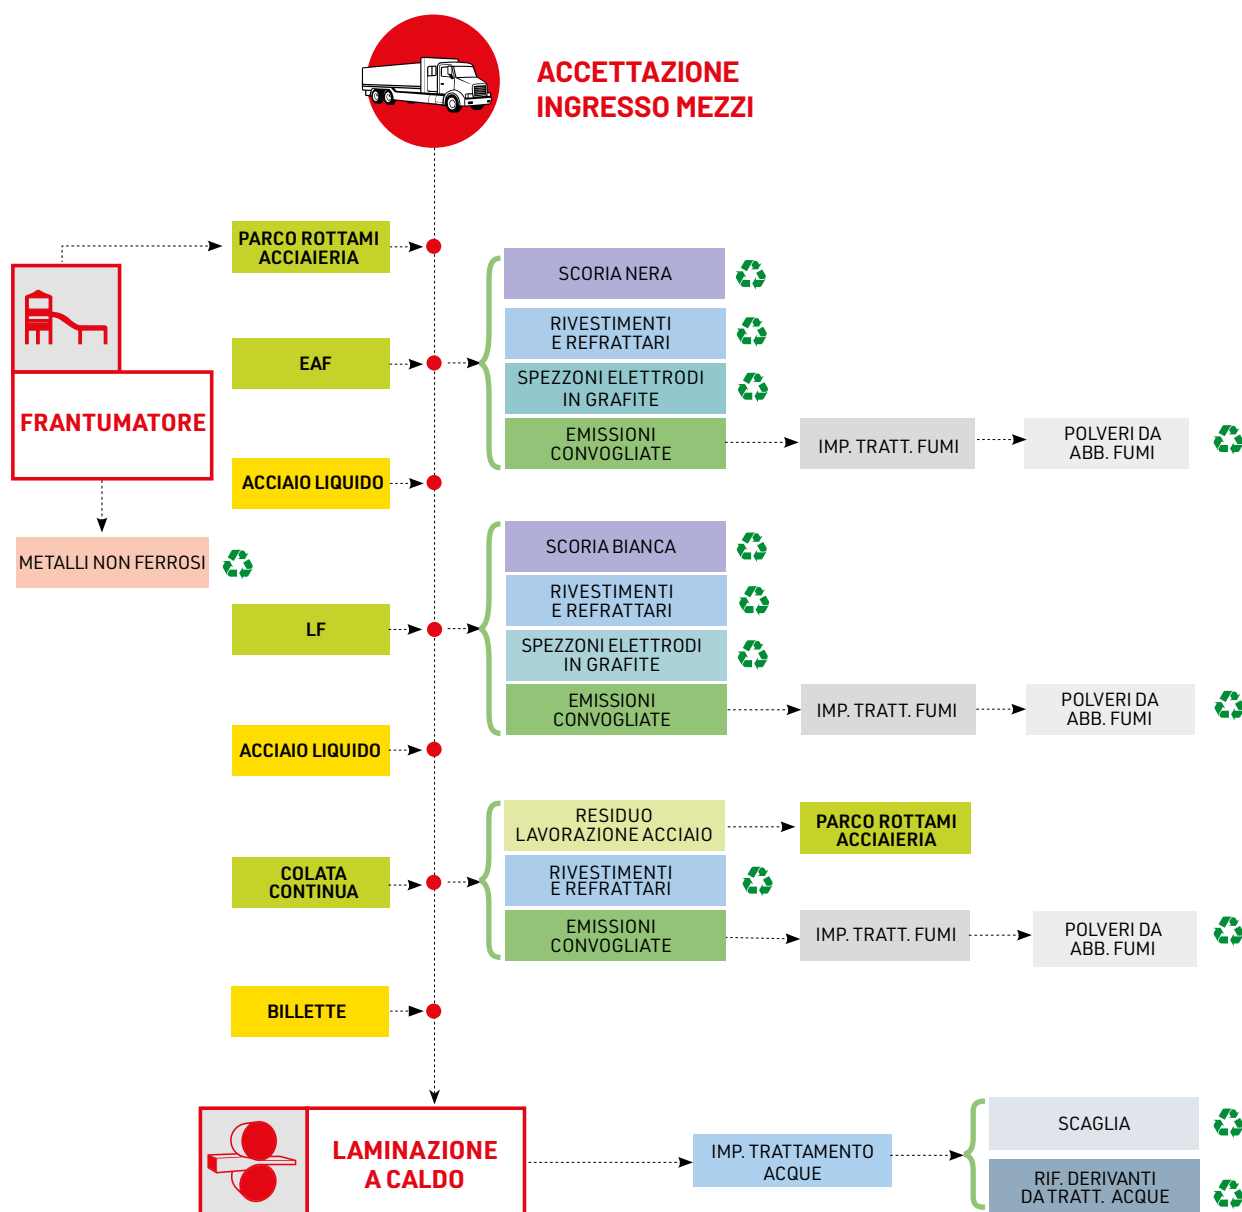 ACCETTAZIONE
INGRESSO MEZZI
PARCO ROTTAMI
ACCIAIERIA
SCORIA NERA
RIVESTIMENTI
E REFRATTARI
EAF
SPEZZONI ELETTRODI
IN GRAFITE
FRANTUMATORE
EMISSIONI
CONVOGLIATE
IMP. TRATT. FUMI
POLVERI DA
ABB. FUMI
ACCIAIO LIQUIDO
METALLI NON FERROSI
SCORIA BIANCA
RIVESTIMENTI
E REFRATTARI
LF
SPEZZONI ELETTRODI
IN GRAFITE
EMISSIONI
CONVOGLIATE
IMP. TRATT. FUMI
POLVERI DA
ABB. FUMI
ACCIAIO LIQUIDO
RESIDUO
LAVORAZIONE ACCIAIO
PARCO ROTTAMI
ACCIAIERIA
COLATA
CONTINUA
RIVESTIMENTI
E REFRATTARI
EMISSIONI
CONVOGLIATE
IMP. TRATT. FUMI
POLVERI DA
ABB. FUMI
BILLETTE
LAMINAZIONE
A CALDO
IMP. TRATTAMENTO
ACQUE
SCAGLIA
RIF. DERIVANTI
DA TRATT. ACQUE